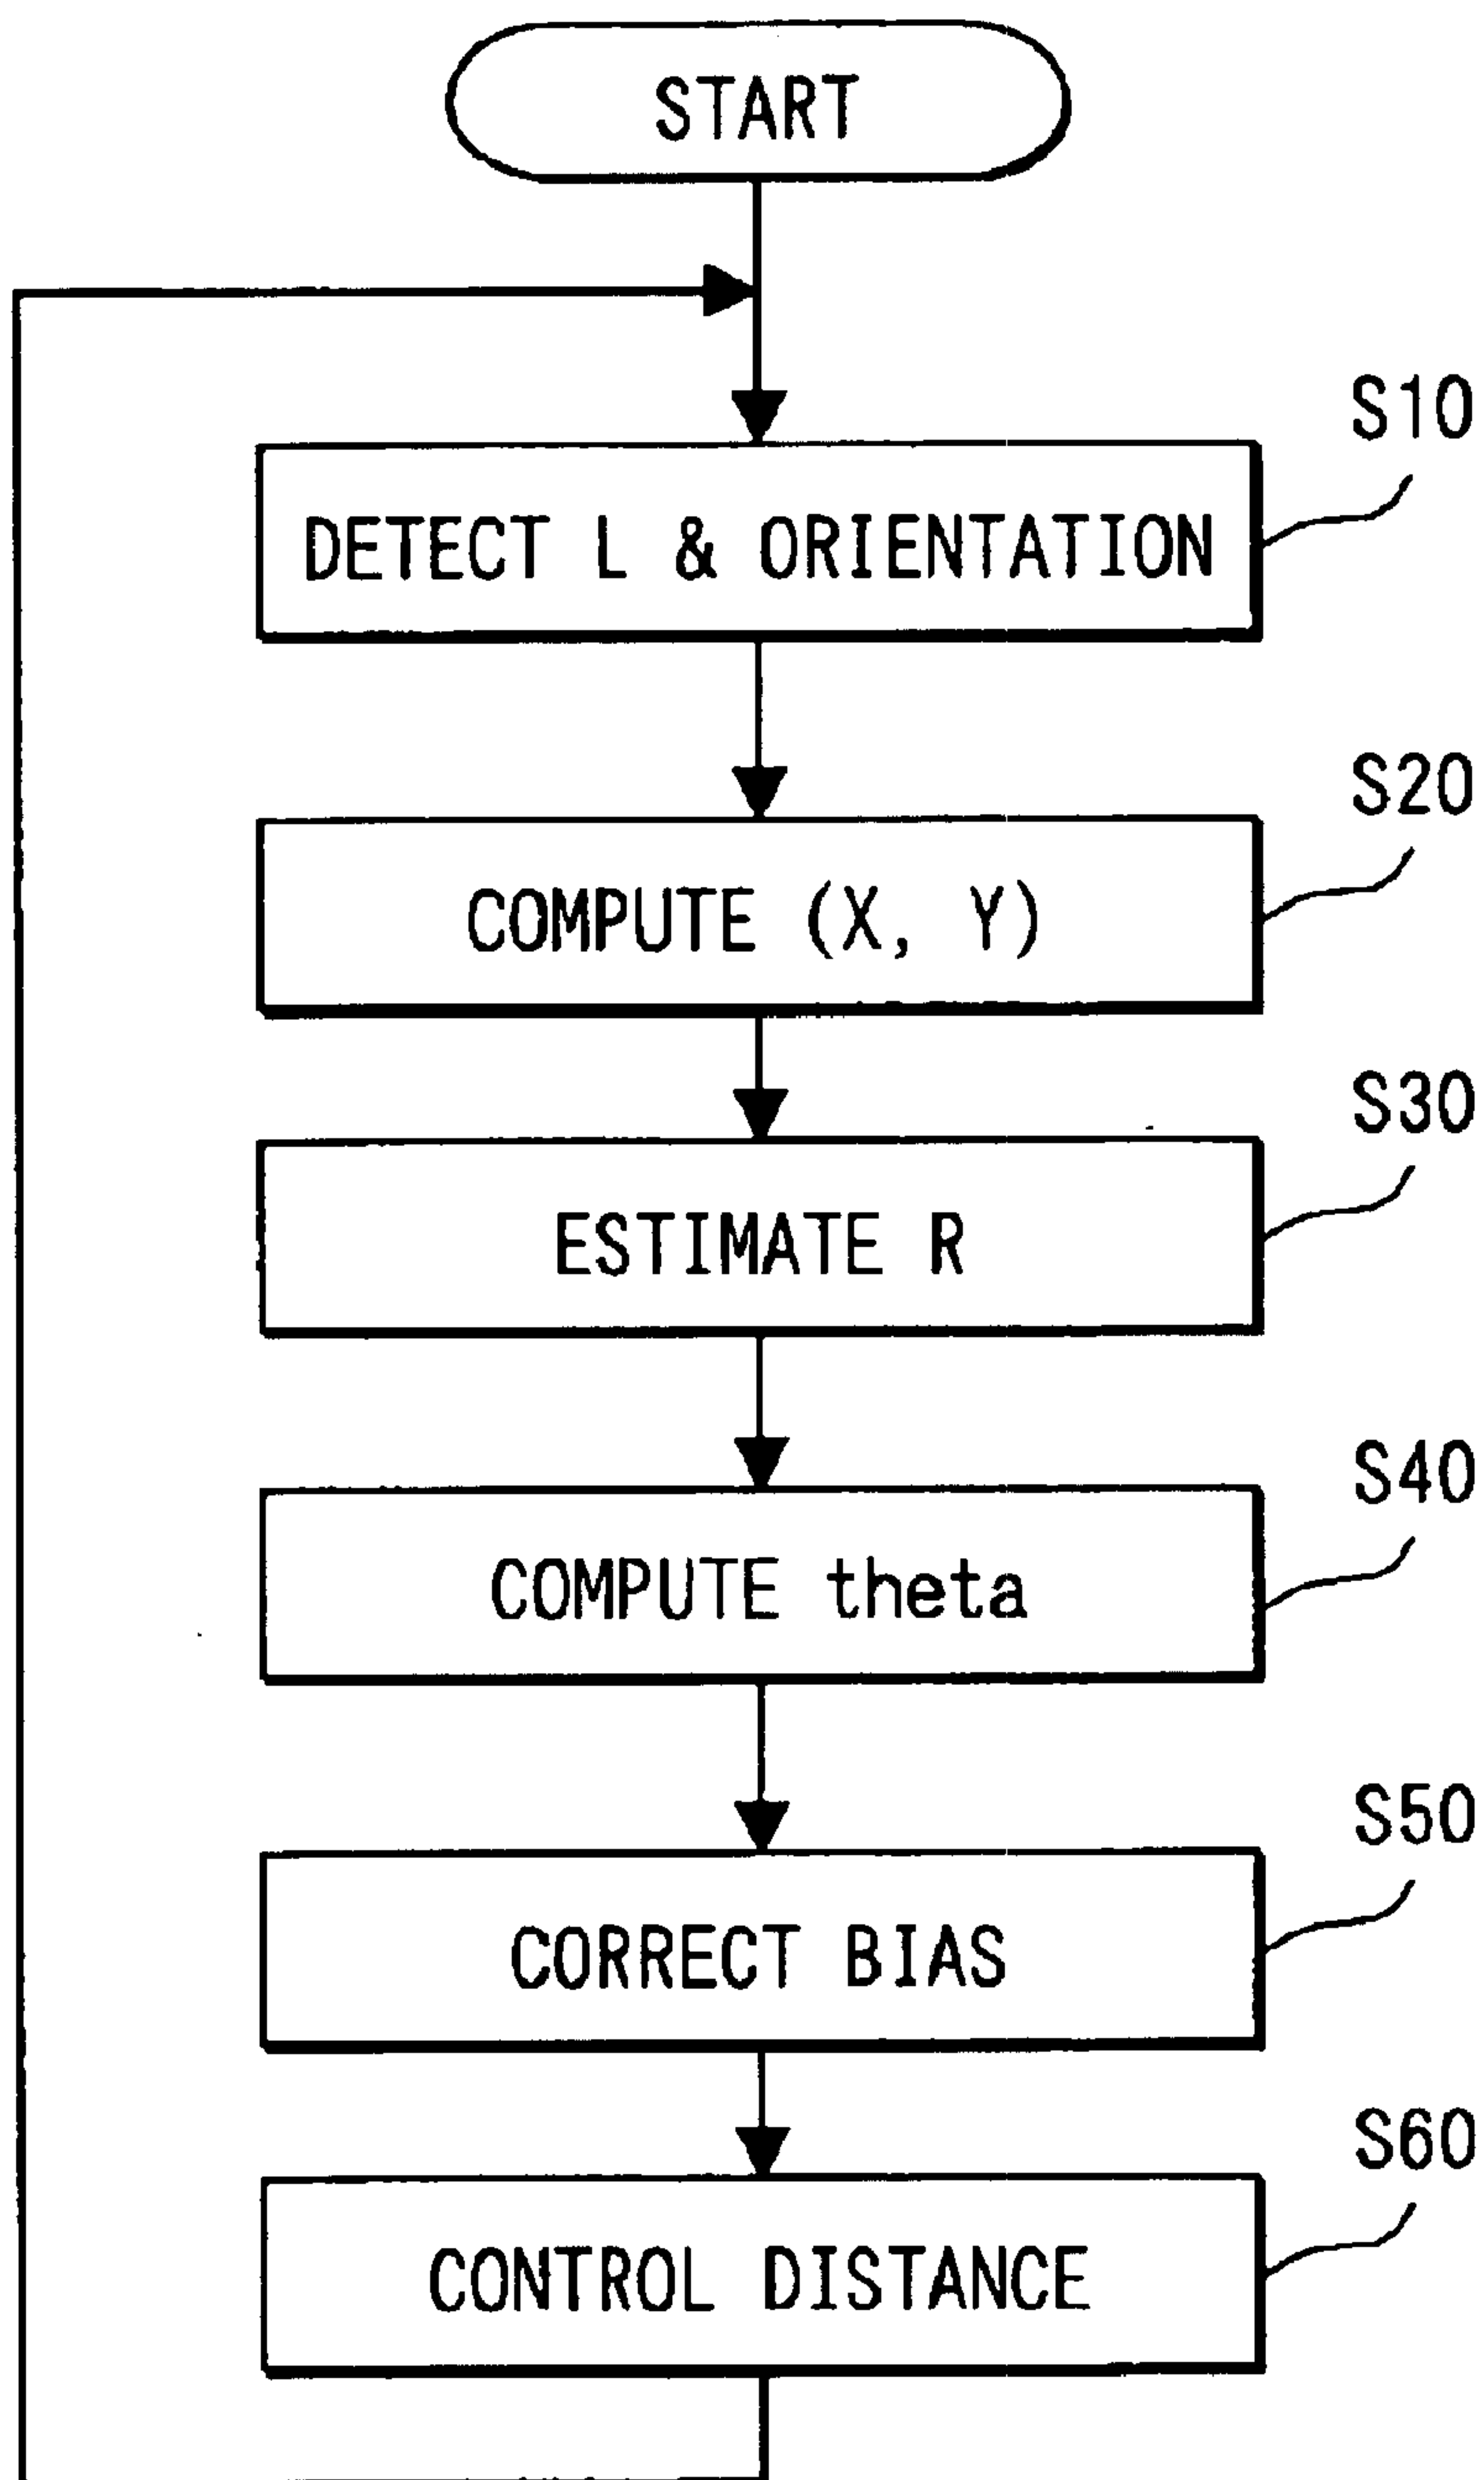 START
S10
DETECT L & ORIENTATION
S20
COMPUTE (X, Y)
S30
ESTIMATE R
S40
COMPUTE theta
S50
CORRECT BIAS
S60
CONTROL DISTANCE